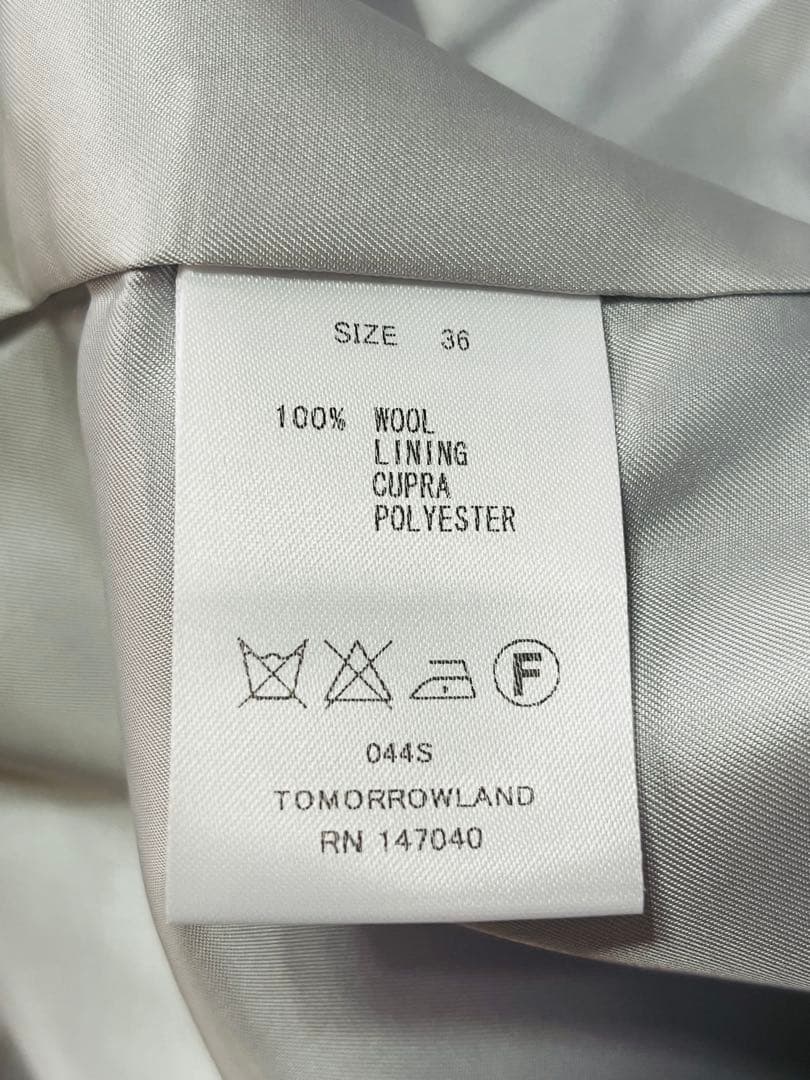 SIZE 36
100% WOOL
LINING
CUPRA
POLYESTER
F
044S
TOMORROWLAND
RN 147040